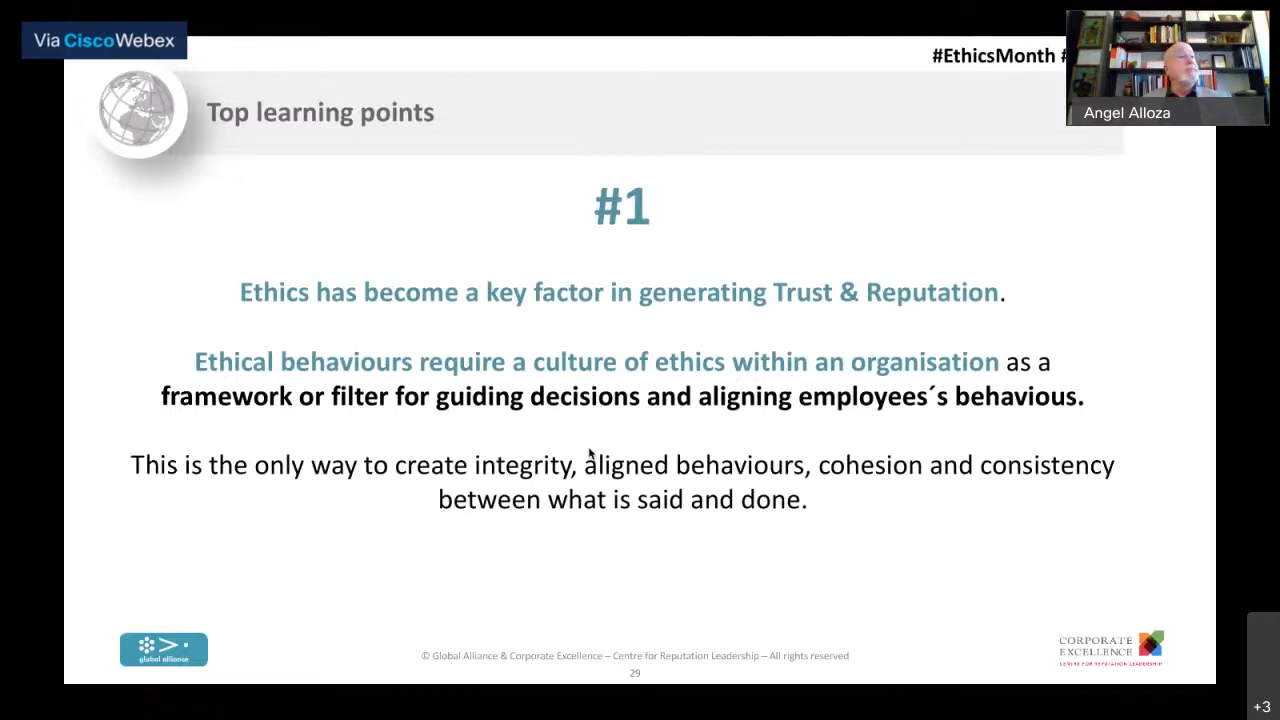 Via CiscoWebex
#EthicsMonth #
Angel Alloza
Top learning points
#1
Ethics has become a key factor in generating Trust & Reputation.
Ethical behaviours require a culture of ethics within an organisation as a
framework or filter for guiding decisions and aligning employees´s behavious.
This is the only way to create integrity, aligned behaviours, cohesion and consistency
between what is said and done.
global alliance
© Global Alliance & Corporate Excellence – Centre for Reputation Leadership – All rights reserved
29
CORPORATE
EXCELLENCE
CENTRE FOR REPUTATION LEADERSHIP
+3